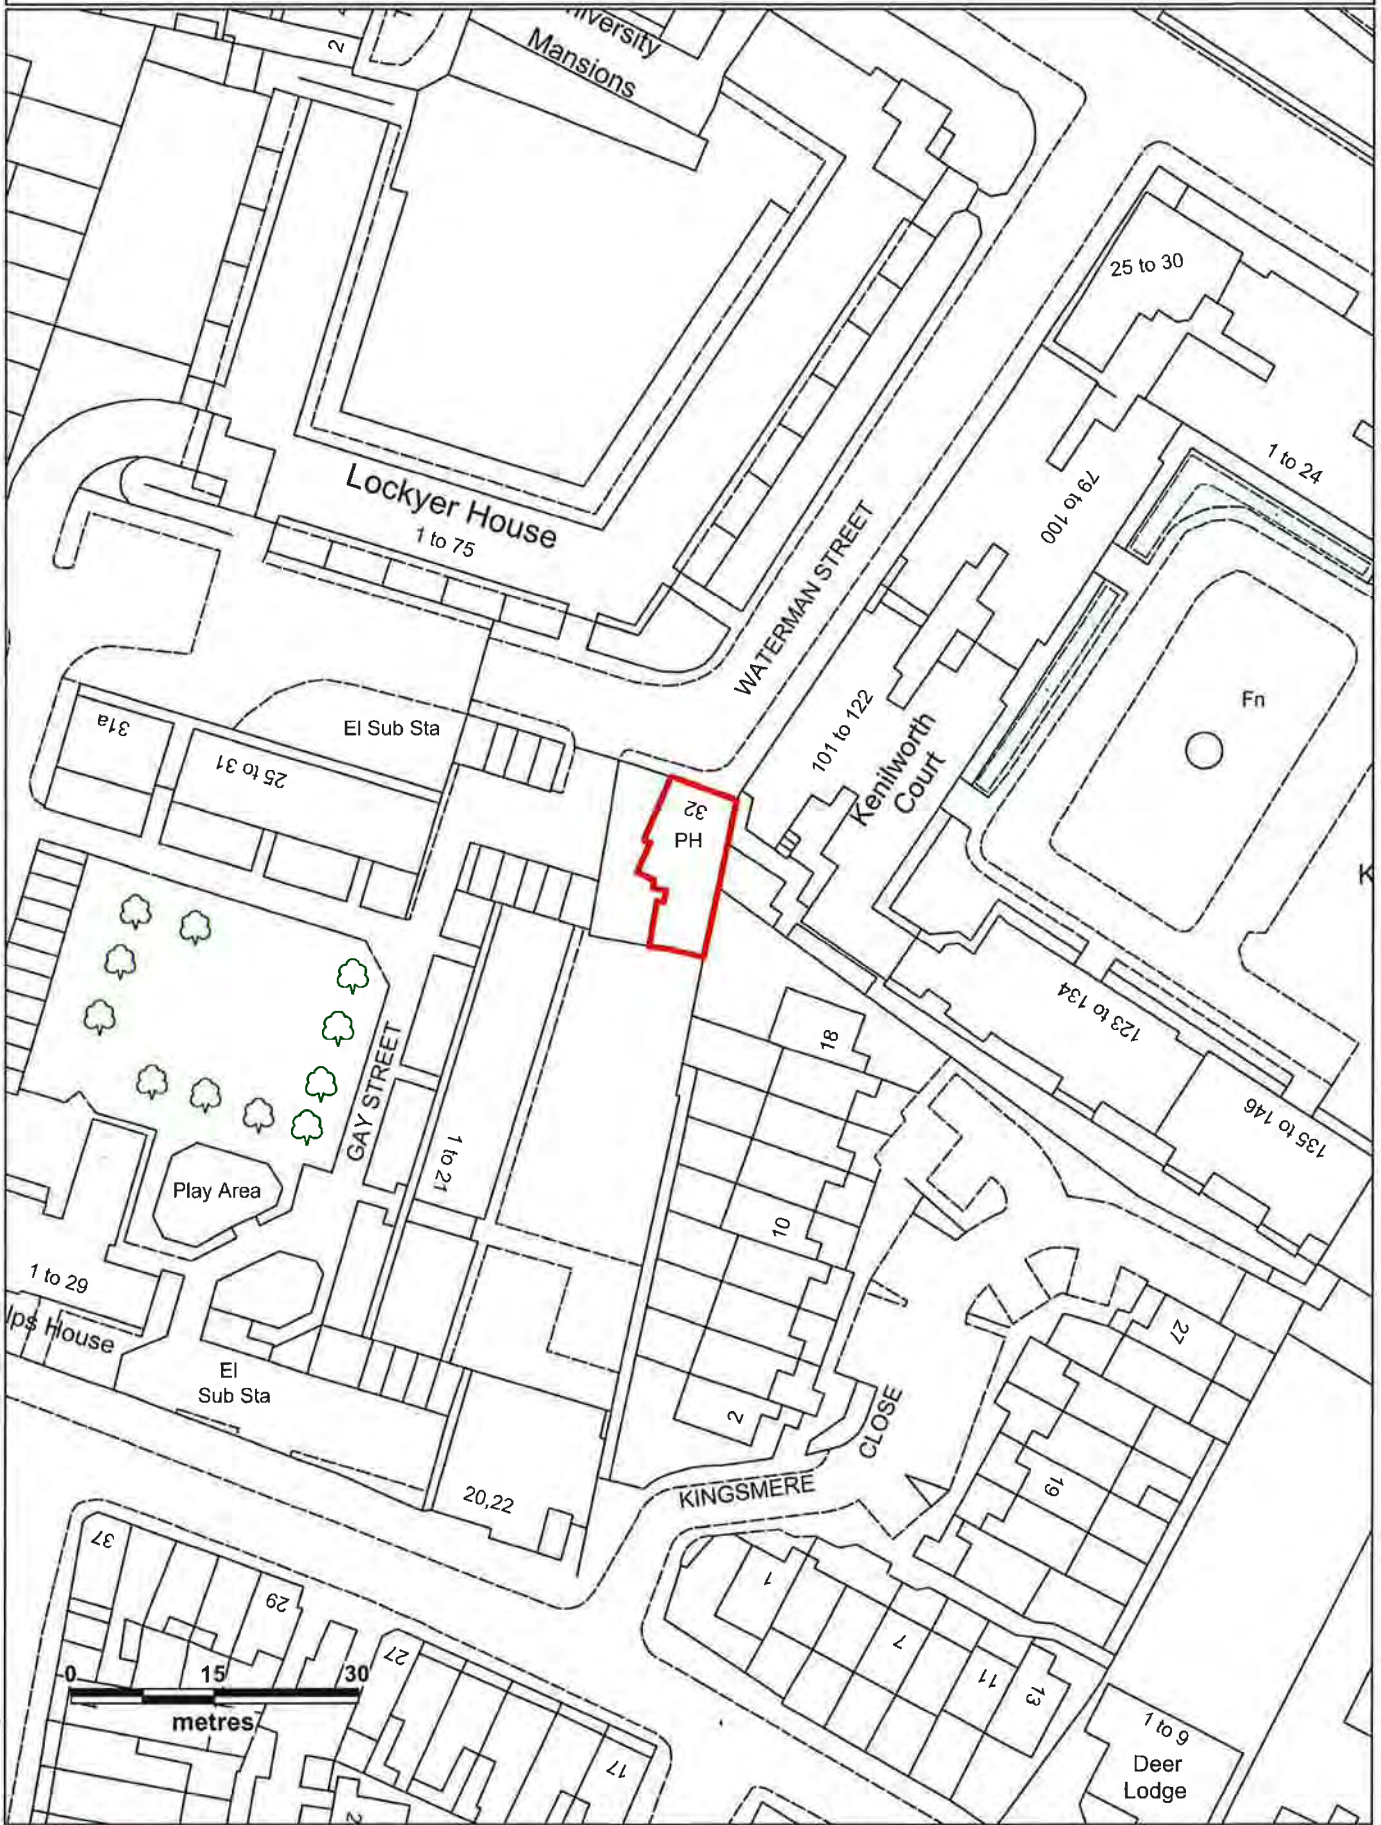 2
Mansions
25 to 30
1 to 24
Lockyer House
1 to 75
79 to 100
WATERMAN STREET
Fn
31a
El Sub Sta
25 to 31
101 to 122
Kenilworth
Court
32
PH
K
18
123 to 134
GAY STREET
1 to 21
135 to 146
Play Area
10
1 to 29
lps House
27
El
Sub Sta
2
CLOSE
KINGSMERE
19
20,22
37
29
1
27
7
11
13
0 15 30
metres
17
1 to 9
Deer
Lodge